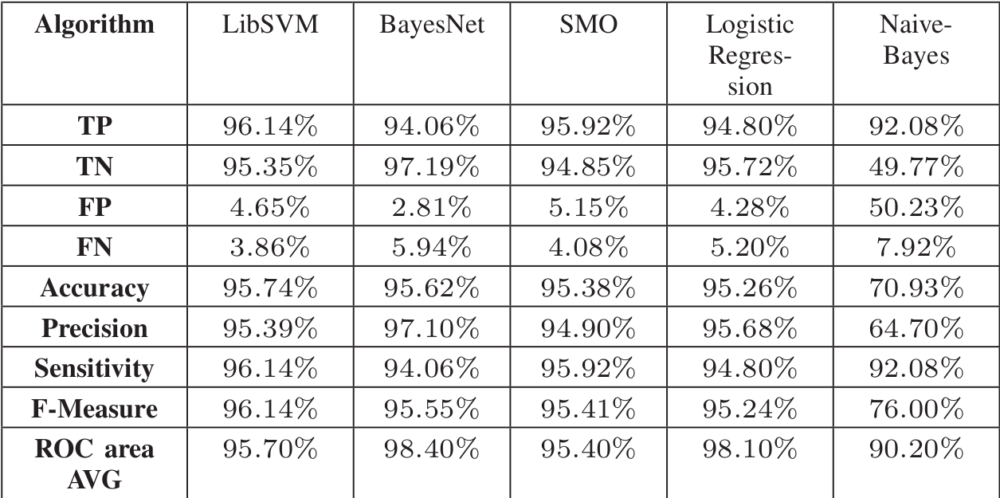 Algorithm LibSVM BayesNet SMO Logistic Naive-
Regres- Bayes
sion
TP 96.14% 94.06% 95.92% 94.80% 92.08%
TN 95.35% 97.19% 94.85% 95.72% 49.77%
FP 4.65% 2.81% 5.15% 4.28% 50.23%
FN 3.86% 5.94% 4.08% 5.20% 7.92%
Accuracy 95.74% 95.62% 95.38% 95.26% 70.93%
Precision 95.39% 97.10% 94.90% 95.68% 64.70%
Sensitivity 96.14% 94.06% 95.92% 94.80% 92.08%
F-Measure 96.14% 95.55% 95.41% 95.24% 76.00%
ROC area 95.70% 98.40% 95.40% 98.10% 90.20%
AVG